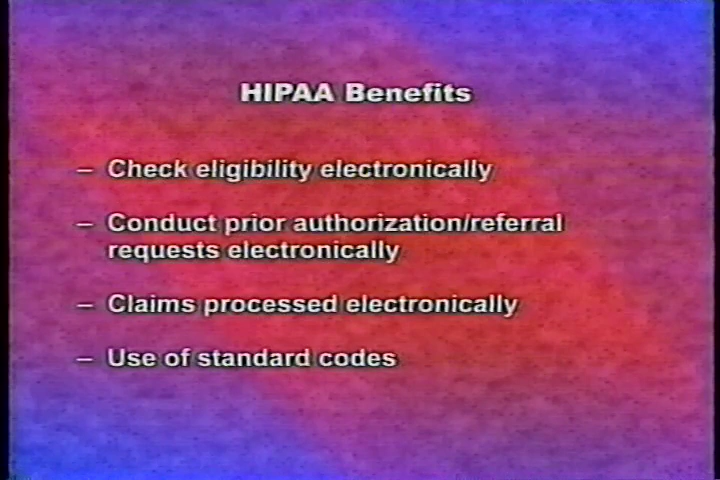 HIPAA Benefits
– Check eligibility electronically
– Conduct prior authorization/referral
requests electronically
– Claims processed electronically
– Use of standard codes